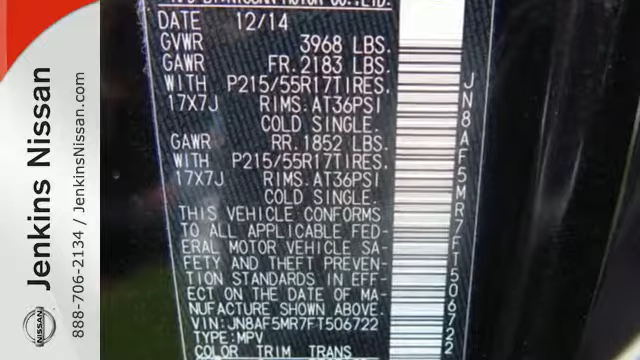 DATE 12/14
GVWR 3968 LBS.
GAWR FR.2183 LBS.
WITH P215/55R17TIRES.
17X7J RIMS.AT36PSI
COLD SINGLE.
GAWR RR.1852 LBS.
WITH P215/55R17TIRES.
17X7J RIMS.AT36PSI
COLD SINGLE.
THIS VEHICLE CONFORMS
TO ALL APPLICABLE FED-
ERAL MOTOR VEHICLE SA-
FETY AND THEFT PREVEN-
TION STANDARDS IN EFF-
ECT ON THE DATE OF MA-
NUFACTURE SHOWN ABOVE.
VIN:JN8AF5MR7FT506722
TYPE:MPV
COLOR TRIM TRANS
JN8AF5MR7FT506722
Jenkins Nissan
888-706-2134 / JenkinsNissan.com
NISSAN